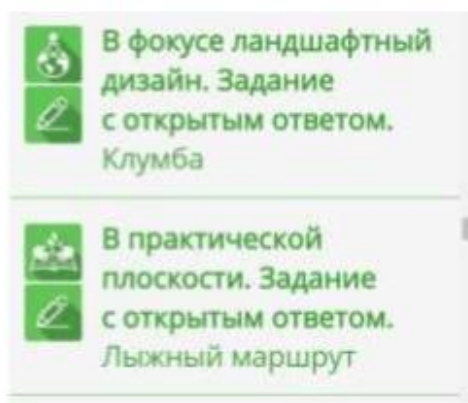 В фокусе ландшафтный
дизайн. Задание
с открытым ответом.
Клумба
В практической
плоскости. Задание
с открытым ответом.
Лыжный маршрут